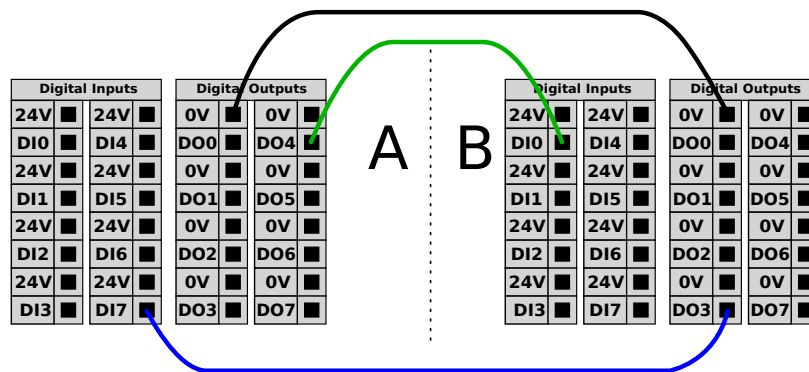 Digital Inputs Digital Outputs Digital Inputs Digital Outputs
24V 24V 0V 0V 24V 24V 0V 0V
DI0 DI4 DO0 DO4 A B DI0 DI4 DO0 DO4
24V 24V 0V 0V 24V 24V 0V 0V
DI1 DI5 DO1 DO5 DI1 DI5 DO1 DO5
24V 24V 0V 0V 24V 24V 0V 0V
DI2 DI6 DO2 DO6 DI2 DI6 DO2 DO6
24V 24V 0V 0V 24V 24V 0V 0V
DI3 DI7 DO3 DO7 DI3 DI7 DO3 DO7